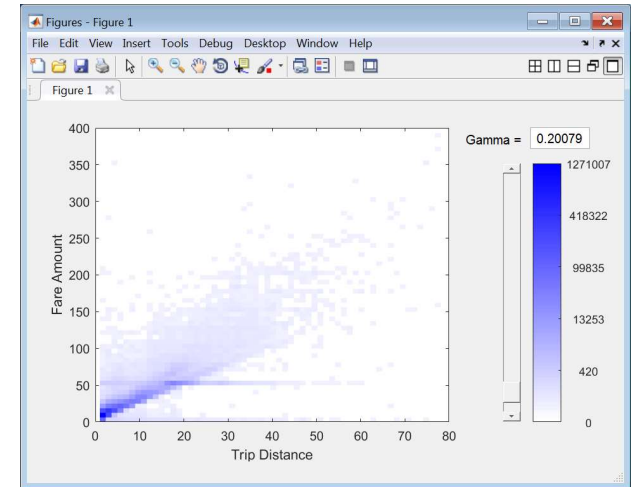 Figures - Figure 1
File Edit View Insert Tools Debug Desktop Window Help
Figure 1
Gamma = 0.20079
400
350
300
250
200
150
100
50
0
Fare Amount
0 10 20 30 40 50 60 70 80
Trip Distance
1271007
418322
99835
13253
420
0